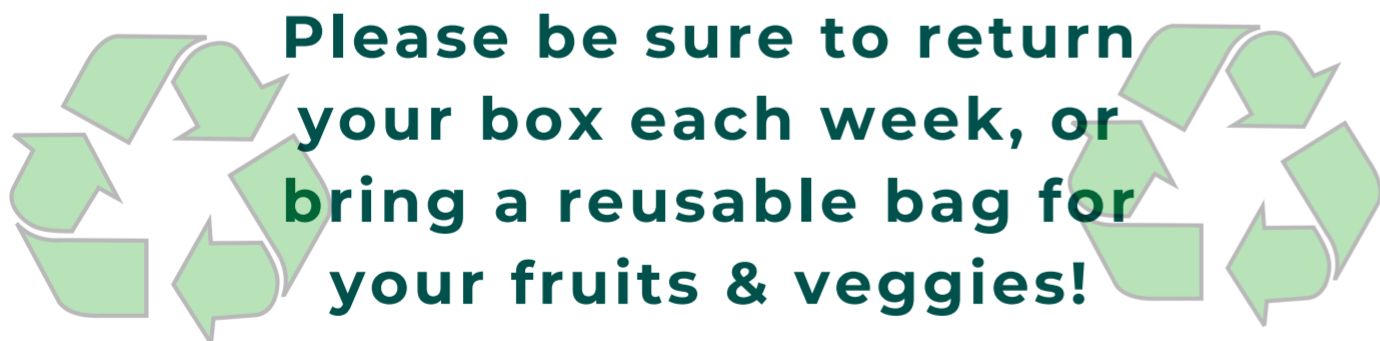 Please be sure to return
your box each week, or
bring a reusable bag for
your fruits & veggies!